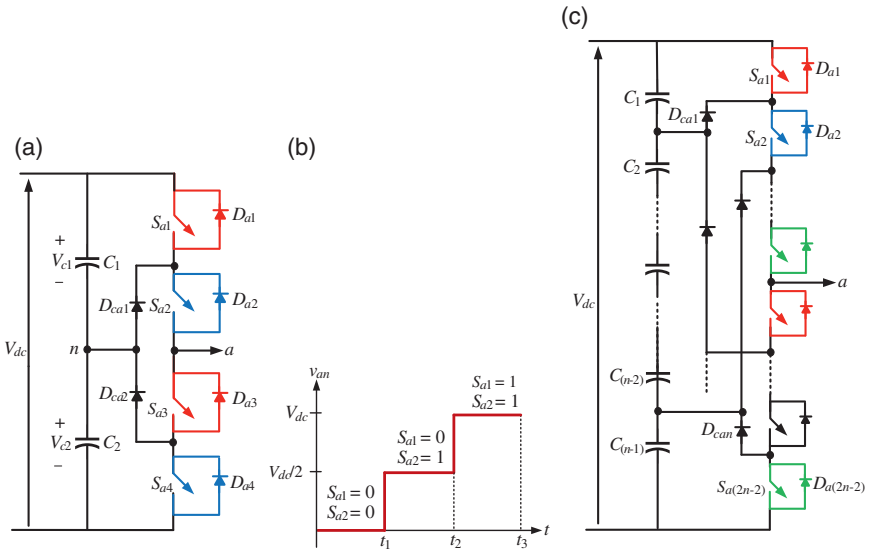 (a)
V_dc
+
V_c1
−
C_1
n
+
V_c2
−
C_2
D_ca1
D_ca2
S_a1
D_a1
S_a2
D_a2
a
S_a3
D_a3
S_a4
D_a4
(b)
v_an
V_dc
V_dc/2
S_a1 = 0
S_a2 = 0
S_a1 = 0
S_a2 = 1
S_a1 = 1
S_a2 = 1
t_1
t_2
t_3
t
(c)
V_dc
C_1
C_2
C_(n-2)
C_(n-1)
D_ca1
D_can
S_a1
D_a1
S_a2
D_a2
a
S_a(2n-2)
D_a(2n-2)